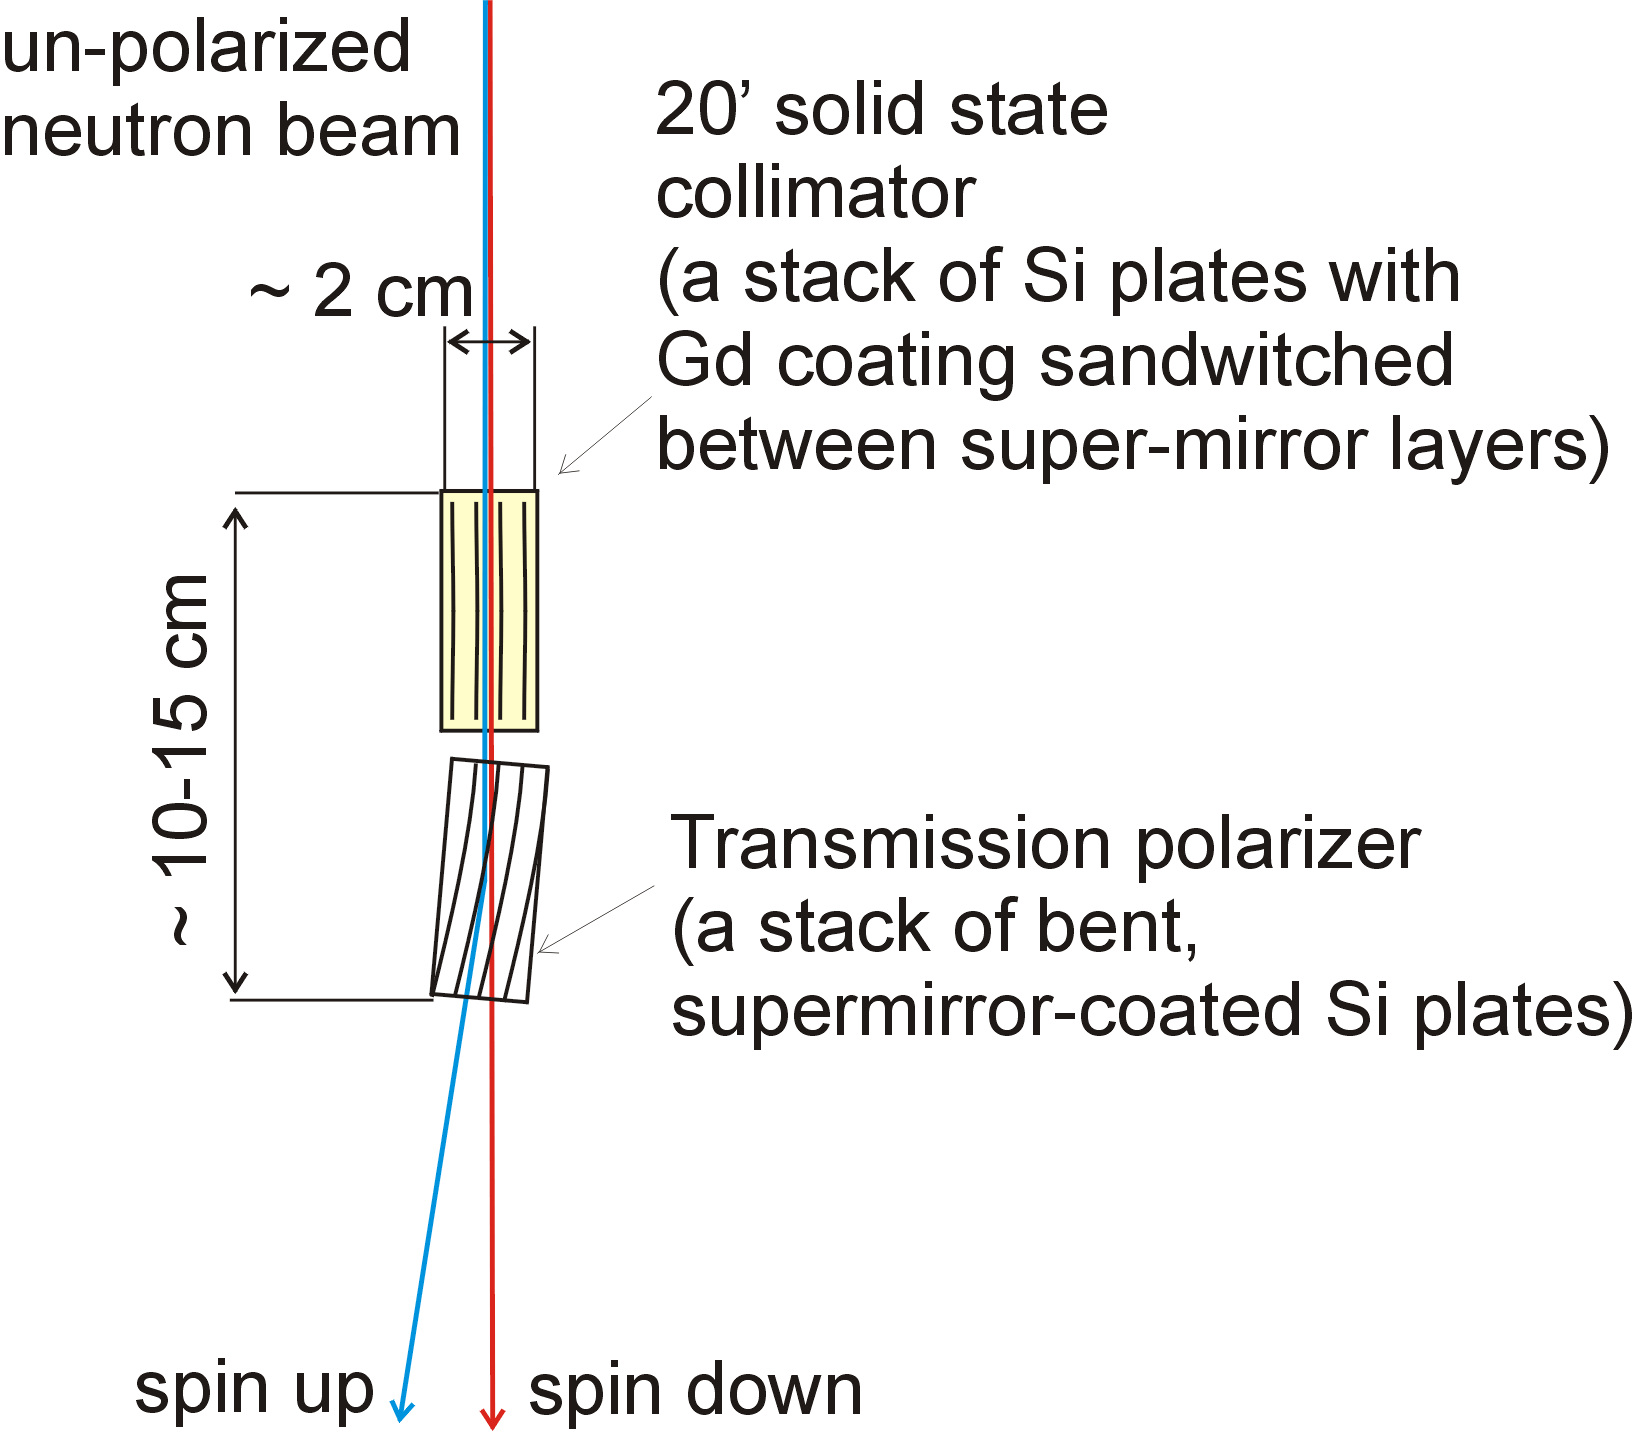 un-polarized
neutron beam
20’ solid state
collimator
(a stack of Si plates with
Gd coating sandwitched
between super-mirror layers)
~ 2 cm
~ 10-15 cm
Transmission polarizer
(a stack of bent,
supermirror-coated Si plates)
spin up
spin down